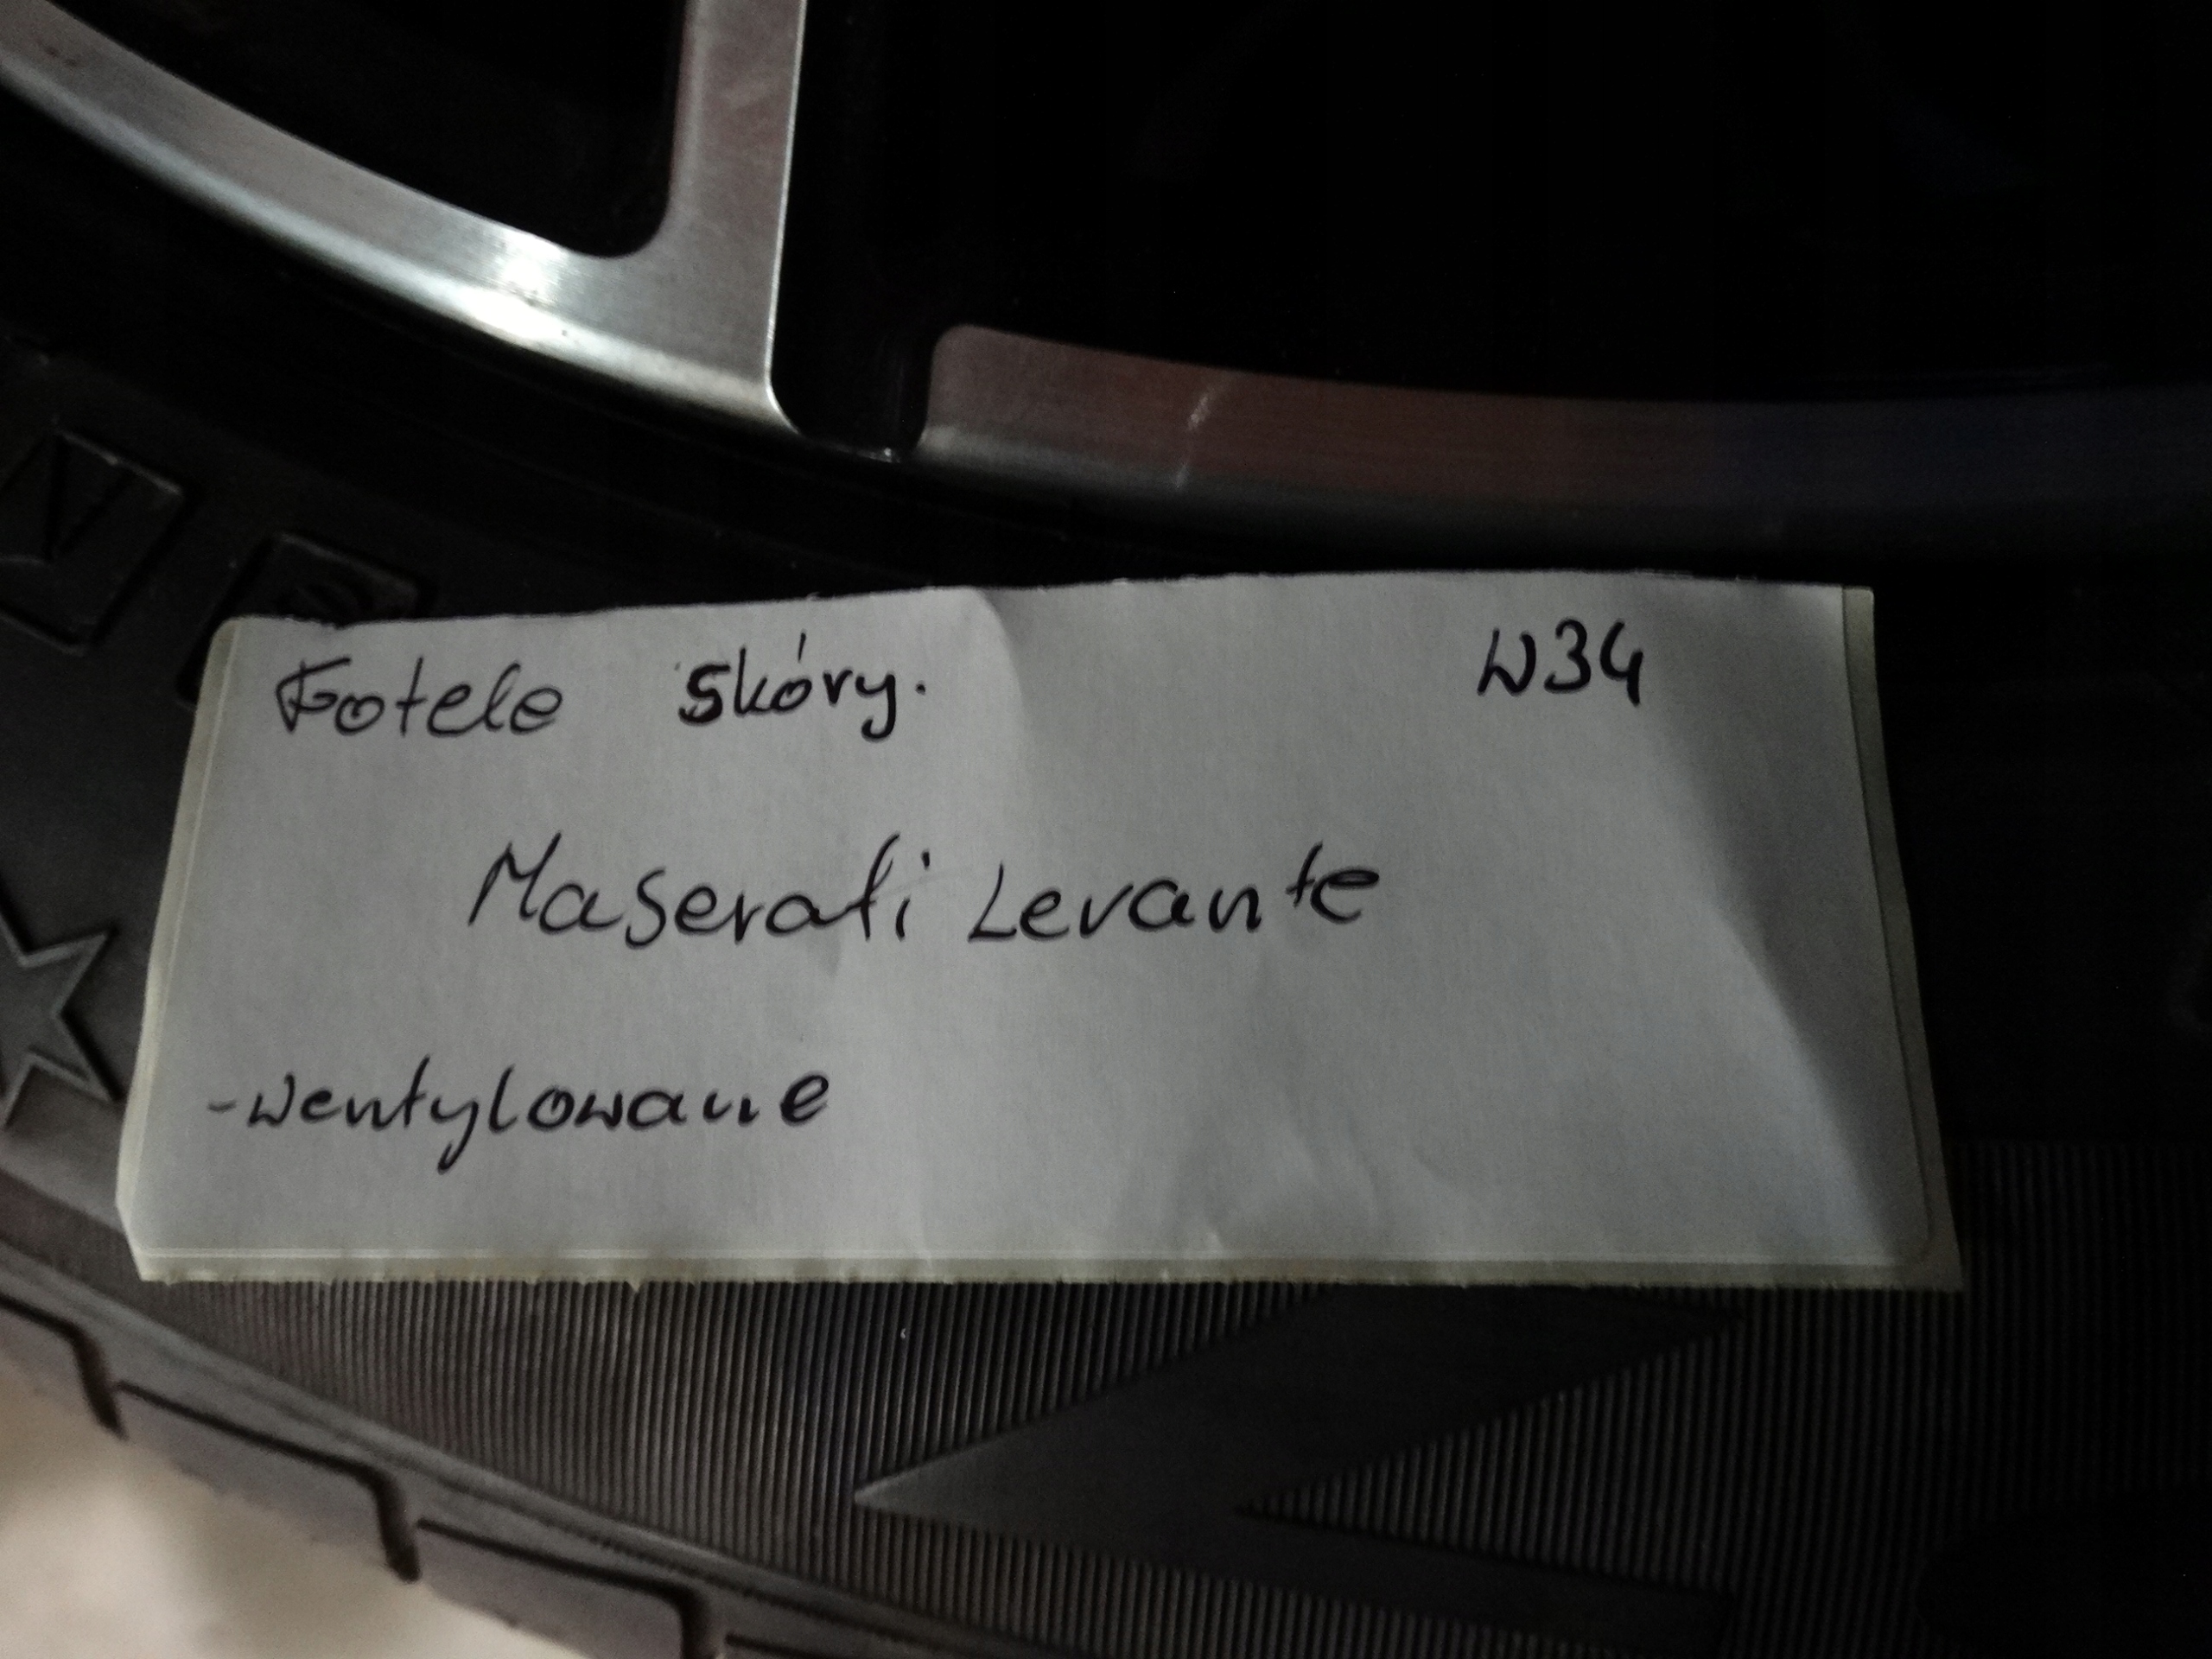 Fotele skóry. W34
Maserati Levante
-wentylowane